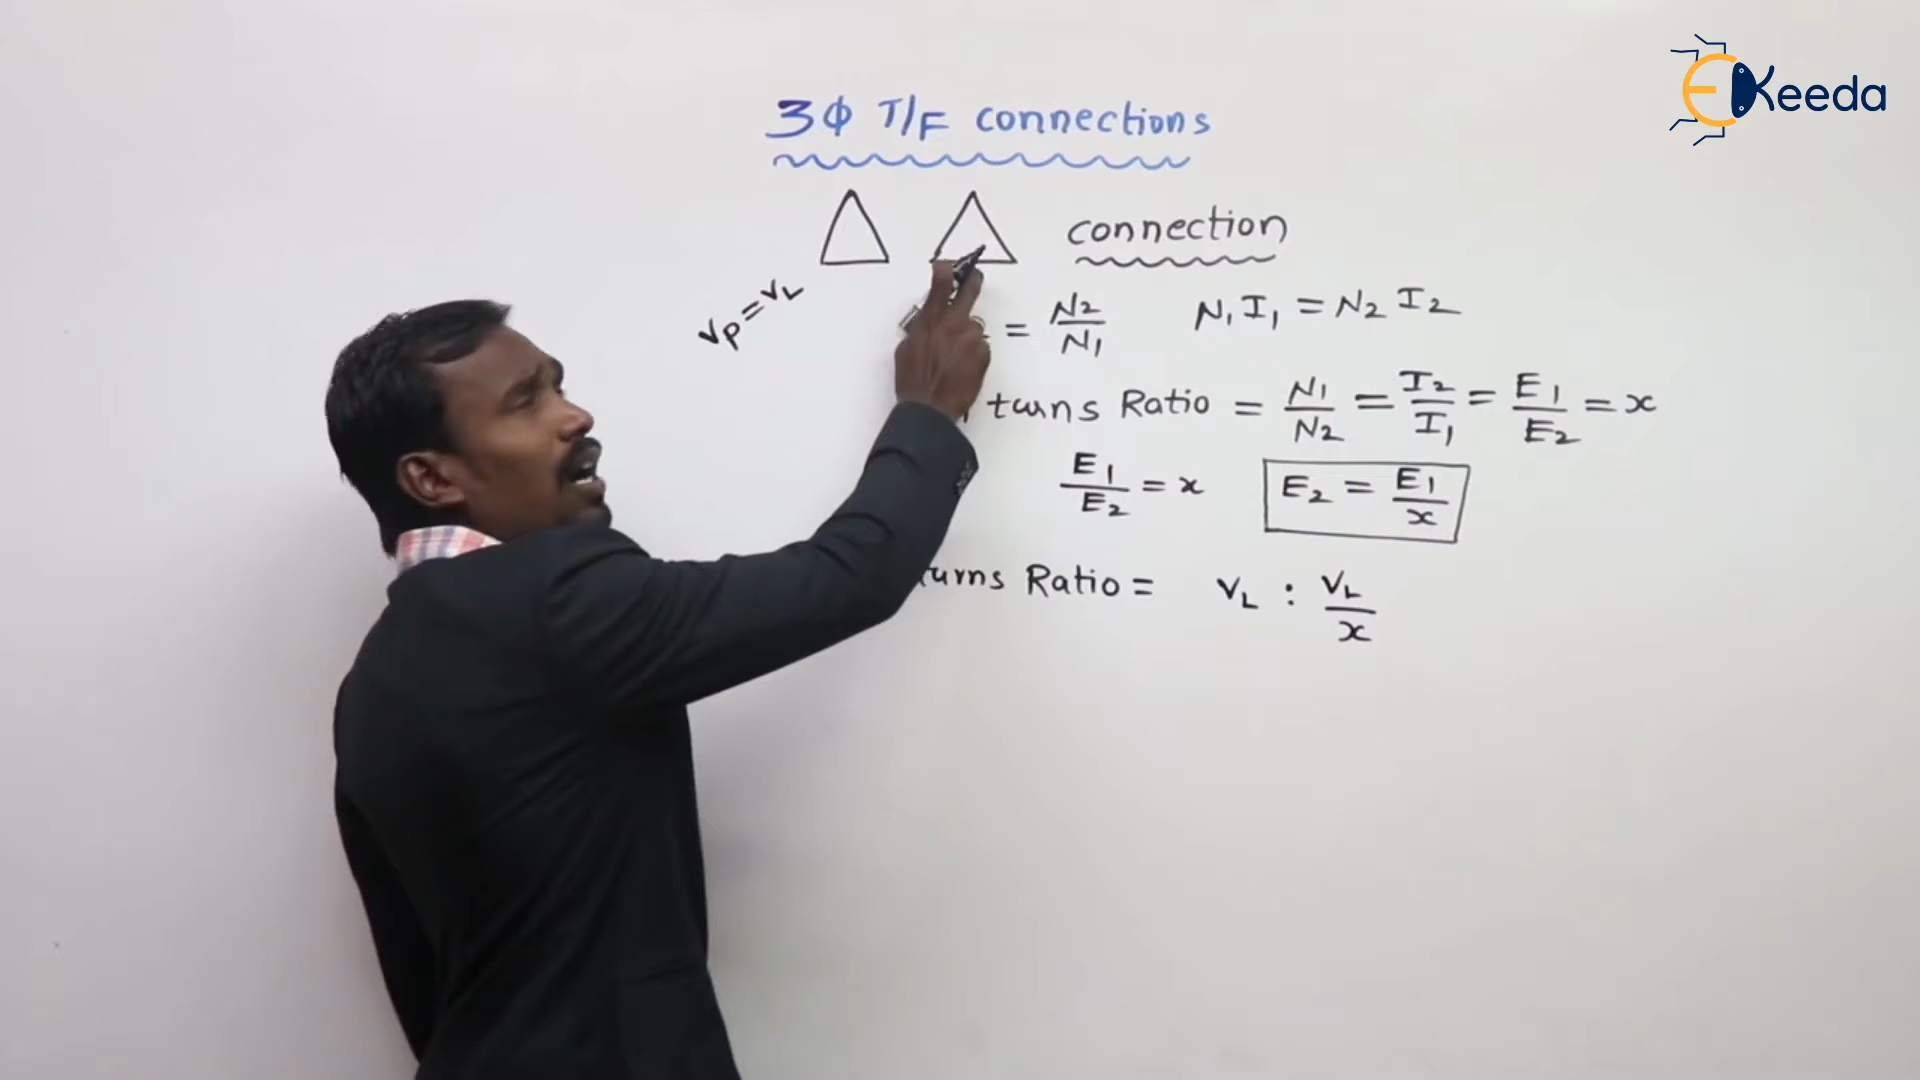 EKeeda
3Φ T/F connections
Δ Δ connection
VP = VL
= N2/N1 N1 I1 = N2 I2
turns Ratio = N1/N2 = I2/I1 = E1/E2 = x
E1/E2 = x E2 = E1/x
turns Ratio = VL : VL/x